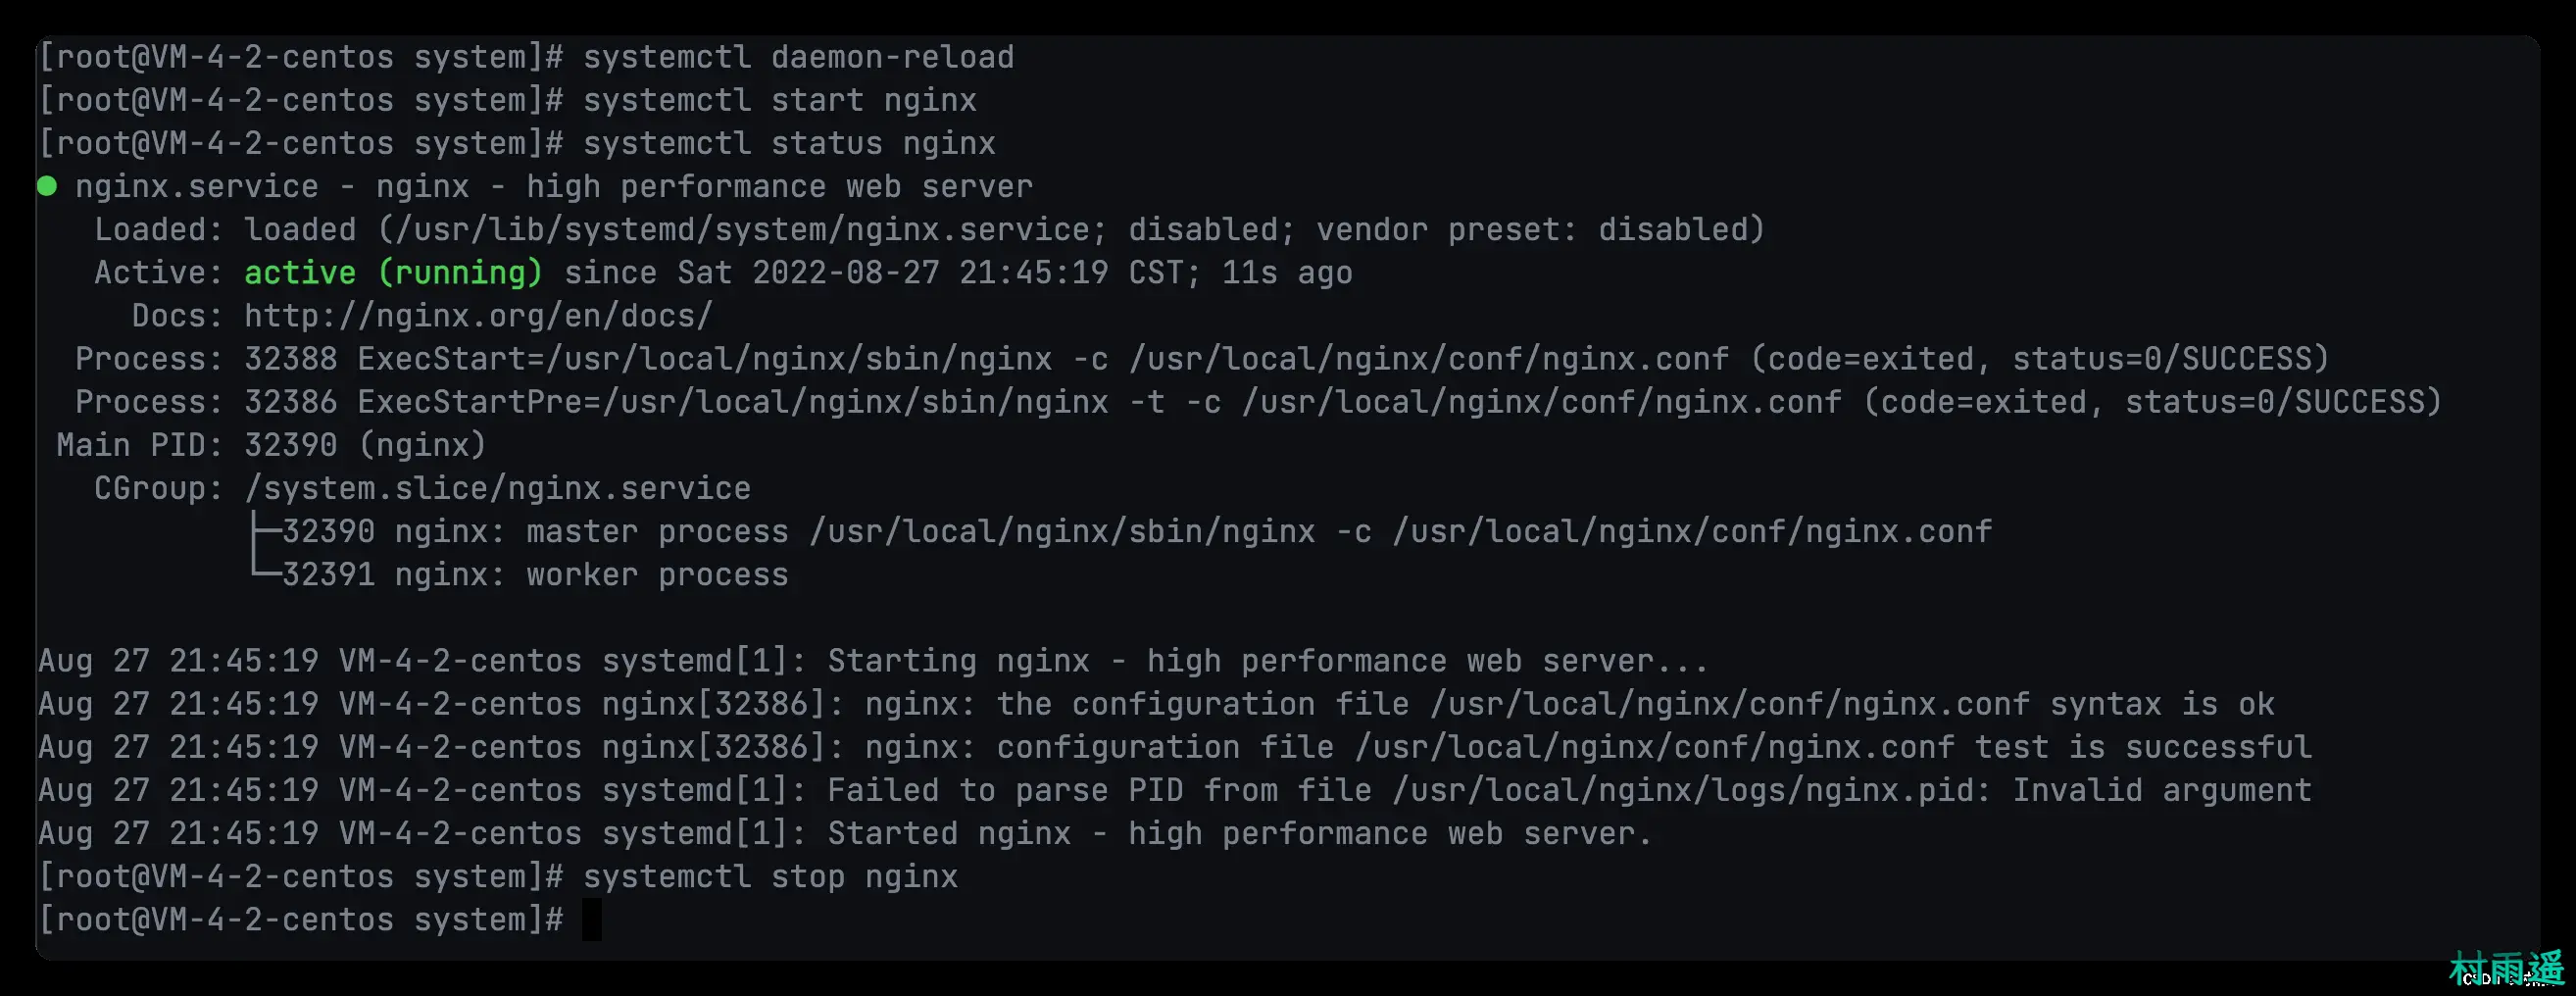 [root@VM-4-2-centos system]# systemctl daemon-reload
[root@VM-4-2-centos system]# systemctl start nginx
[root@VM-4-2-centos system]# systemctl status nginx
● nginx.service - nginx - high performance web server
   Loaded: loaded (/usr/lib/systemd/system/nginx.service; disabled; vendor preset: disabled)
   Active: active (running) since Sat 2022-08-27 21:45:19 CST; 11s ago
     Docs: http://nginx.org/en/docs/
  Process: 32388 ExecStart=/usr/local/nginx/sbin/nginx -c /usr/local/nginx/conf/nginx.conf (code=exited, status=0/SUCCESS)
  Process: 32386 ExecStartPre=/usr/local/nginx/sbin/nginx -t -c /usr/local/nginx/conf/nginx.conf (code=exited, status=0/SUCCESS)
 Main PID: 32390 (nginx)
   CGroup: /system.slice/nginx.service
           ├─32390 nginx: master process /usr/local/nginx/sbin/nginx -c /usr/local/nginx/conf/nginx.conf
           └─32391 nginx: worker process
Aug 27 21:45:19 VM-4-2-centos systemd[1]: Starting nginx - high performance web server...
Aug 27 21:45:19 VM-4-2-centos nginx[32386]: nginx: the configuration file /usr/local/nginx/conf/nginx.conf syntax is ok
Aug 27 21:45:19 VM-4-2-centos nginx[32386]: nginx: configuration file /usr/local/nginx/conf/nginx.conf test is successful
Aug 27 21:45:19 VM-4-2-centos systemd[1]: Failed to parse PID from file /usr/local/nginx/logs/nginx.pid: Invalid argument
Aug 27 21:45:19 VM-4-2-centos systemd[1]: Started nginx - high performance web server.
[root@VM-4-2-centos system]# systemctl stop nginx
[root@VM-4-2-centos system]#
村雨遥